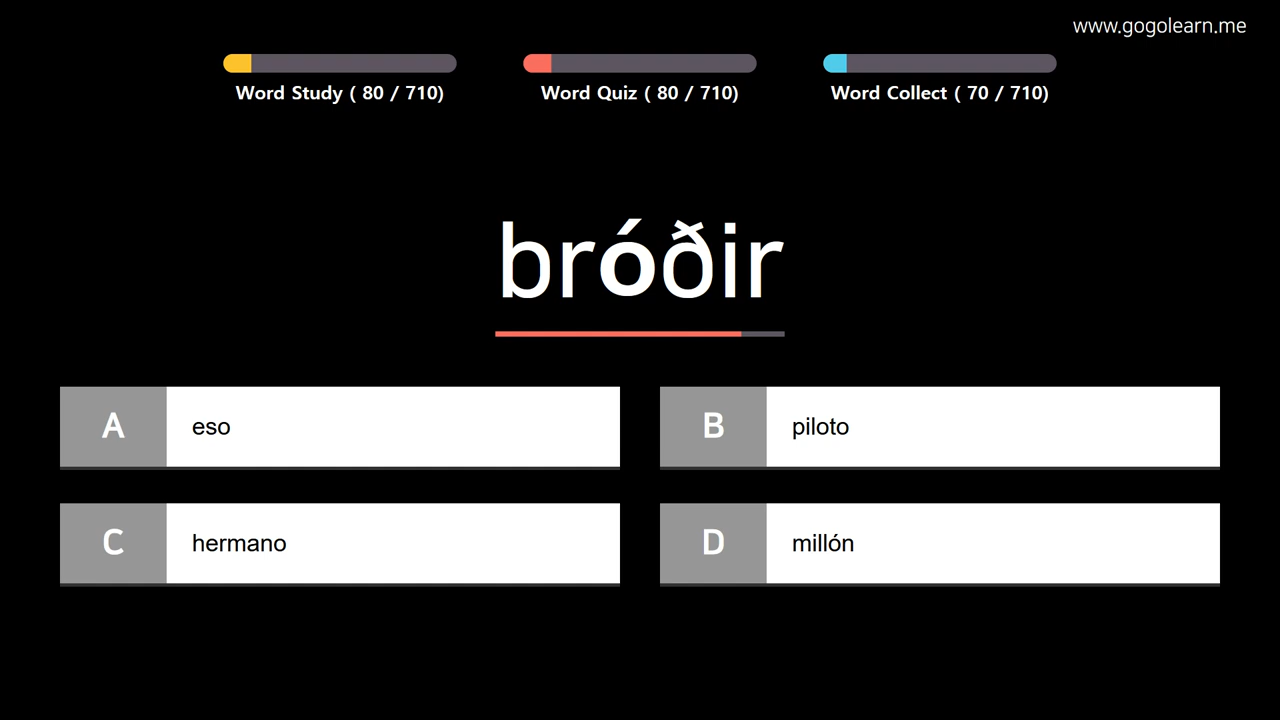 www.gogolearn.me
Word Study ( 80 / 710)
Word Quiz ( 80 / 710)
Word Collect ( 70 / 710)
bróðir
A eso
B piloto
C hermano
D millón